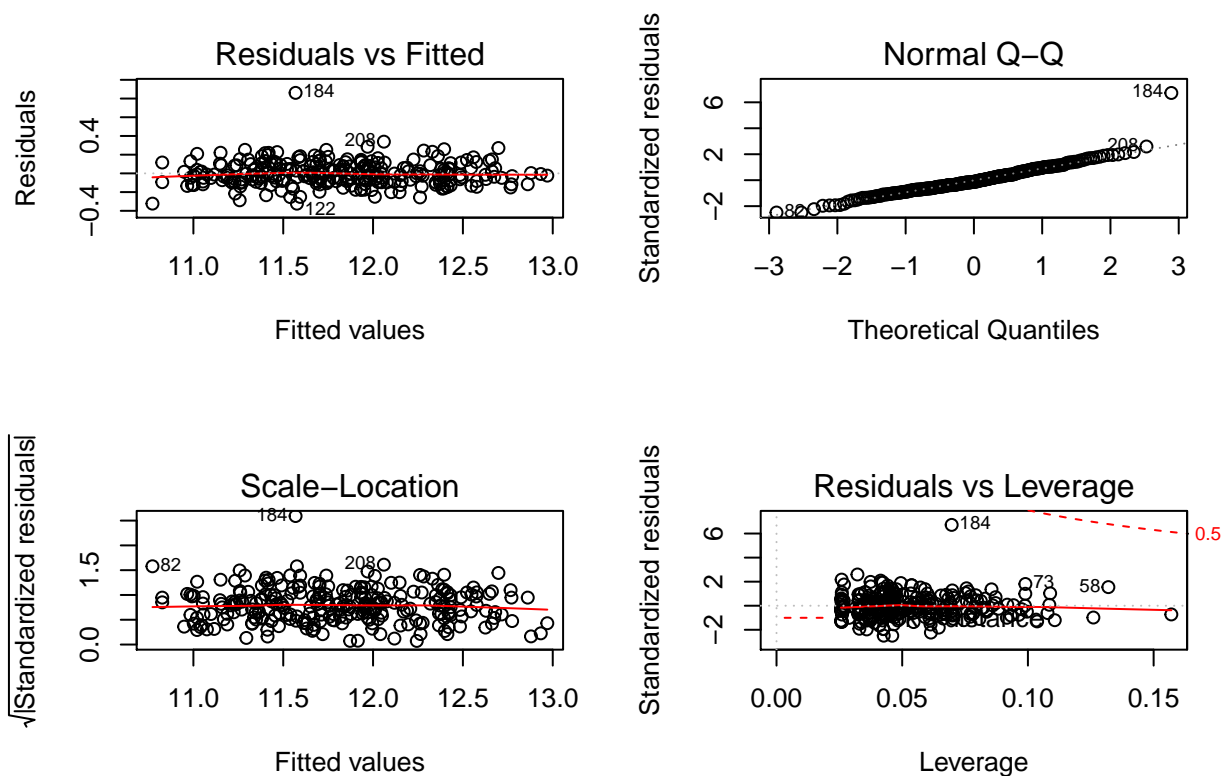 Residuals vs Fitted
Residuals
−0.4
0.4
184
208
122
11.0 11.5 12.0 12.5 13.0
Fitted values
Normal Q−Q
Standardized residuals
−2
2
6
184
208
82
−3 −2 −1 0 1 2 3
Theoretical Quantiles
Scale−Location
√|Standardized residuals|
0.0
1.5
184
82
208
11.0 11.5 12.0 12.5 13.0
Fitted values
Residuals vs Leverage
Standardized residuals
−2
2
6
184
0.5
73
58
0.00 0.05 0.10 0.15
Leverage